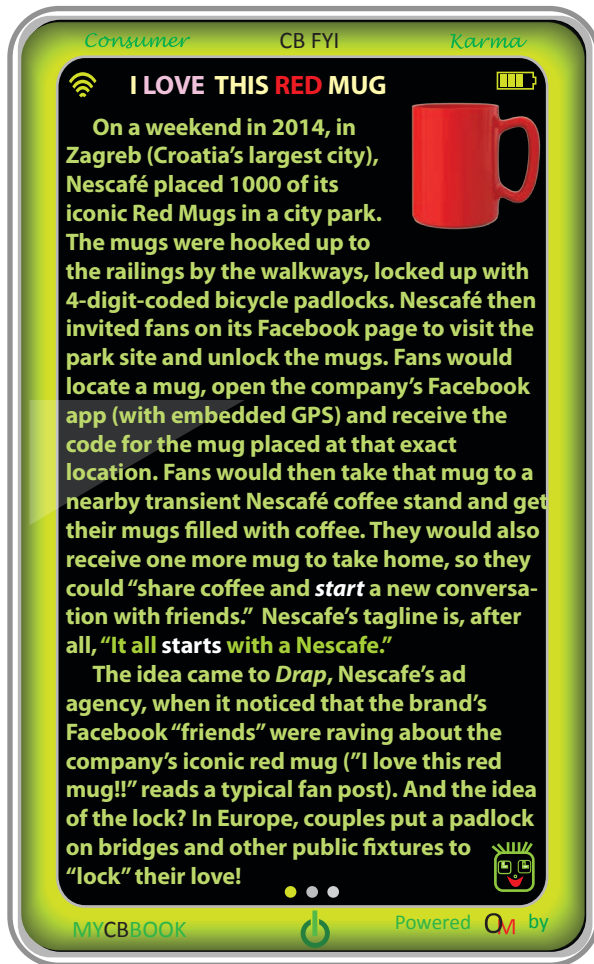 Consumer CB FYI Karma
I LOVE THIS RED MUG
On a weekend in 2014, in
Zagreb (Croatia's largest city),
Nescafé placed 1000 of its
iconic Red Mugs in a city park.
The mugs were hooked up to
the railings by the walkways, locked up with
4-digit-coded bicycle padlocks. Nescafé then
invited fans on its Facebook page to visit the
park site and unlock the mugs. Fans would
locate a mug, open the company's Facebook
app (with embedded GPS) and receive the
code for the mug placed at that exact
location. Fans would then take that mug to a
nearby transient Nescafé coffee stand and get
their mugs filled with coffee. They would also
receive one more mug to take home, so they
could “share coffee and start a new conversa-
tion with friends.” Nescafe's tagline is, after
all, “It all starts with a Nescafe.”
The idea came to Drap, Nescafe's ad
agency, when it noticed that the brand's
Facebook “friends” were raving about the
company's iconic red mug (”I love this red
mug!!” reads a typical fan post). And the idea
of the lock? In Europe, couples put a padlock
on bridges and other public fixtures to
“lock” their love!
MYCBBOOK Powered OM by